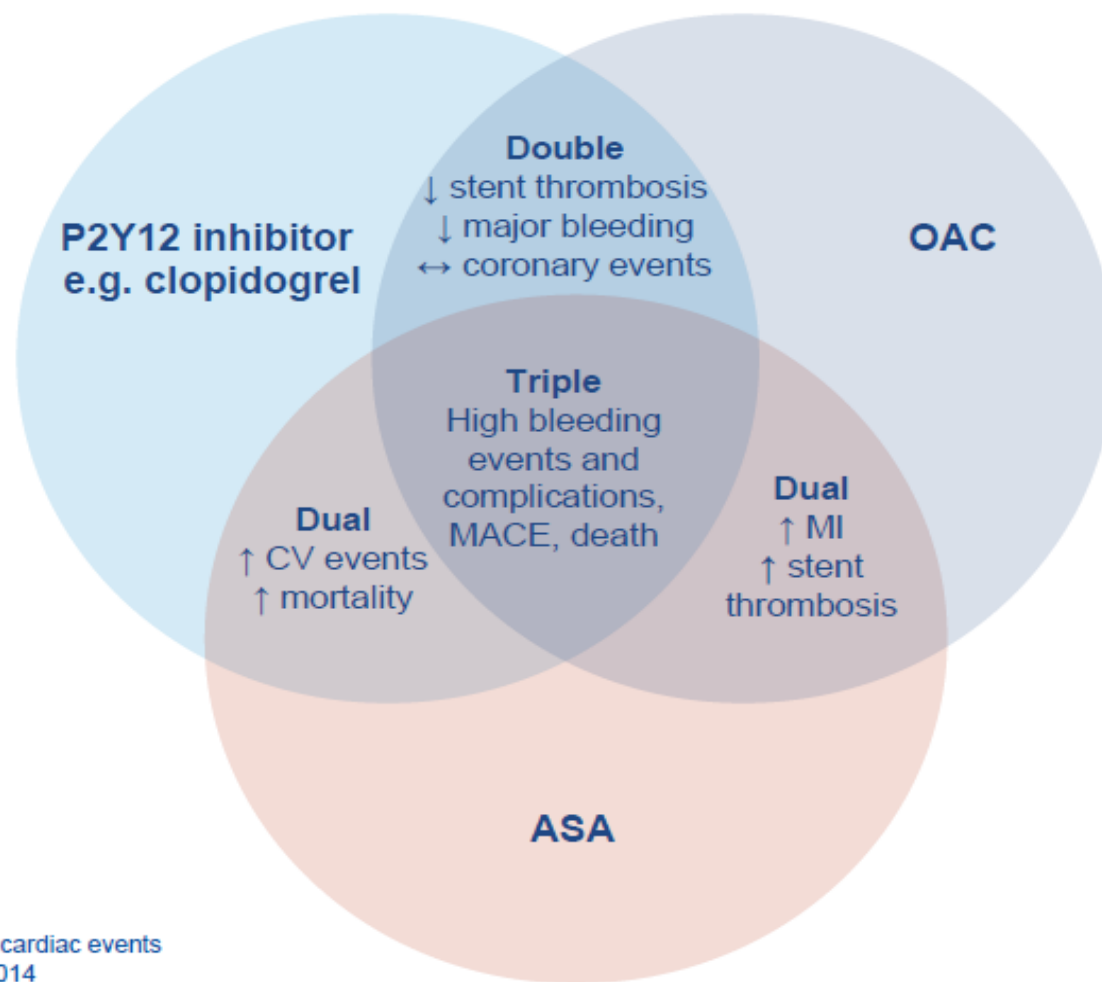 Double
↓ stent thrombosis
↓ major bleeding
↔ coronary events
P2Y12 inhibitor
e.g. clopidogrel
OAC
Triple
High bleeding
events and
complications,
MACE, death
Dual
↑ CV events
↑ mortality
Dual
↑ MI
↑ stent
thrombosis
ASA
cardiac events
014